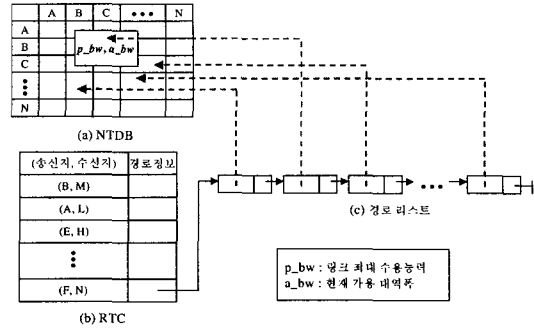 A B C ••• N
A
B
C
N
p_bw, a_bw
(a) NTDB
(송신지, 수신지) 경로정보
(B, M)
(A, L)
(E, H)
(F, N)
(b) RTC
•••
(c) 경로 리스트
p_bw : 링크 최대 수용능력
a_bw : 현재 가용 대역폭